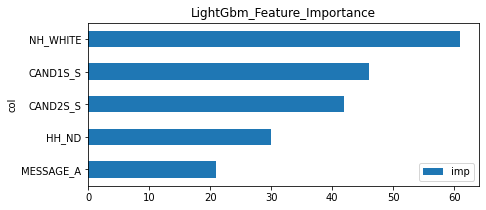 LightGbm_Feature_Importance
NH_WHITE
CAND1S_S
CAND2S_S
HH_ND
MESSAGE_A
col
imp
0 10 20 30 40 50 60